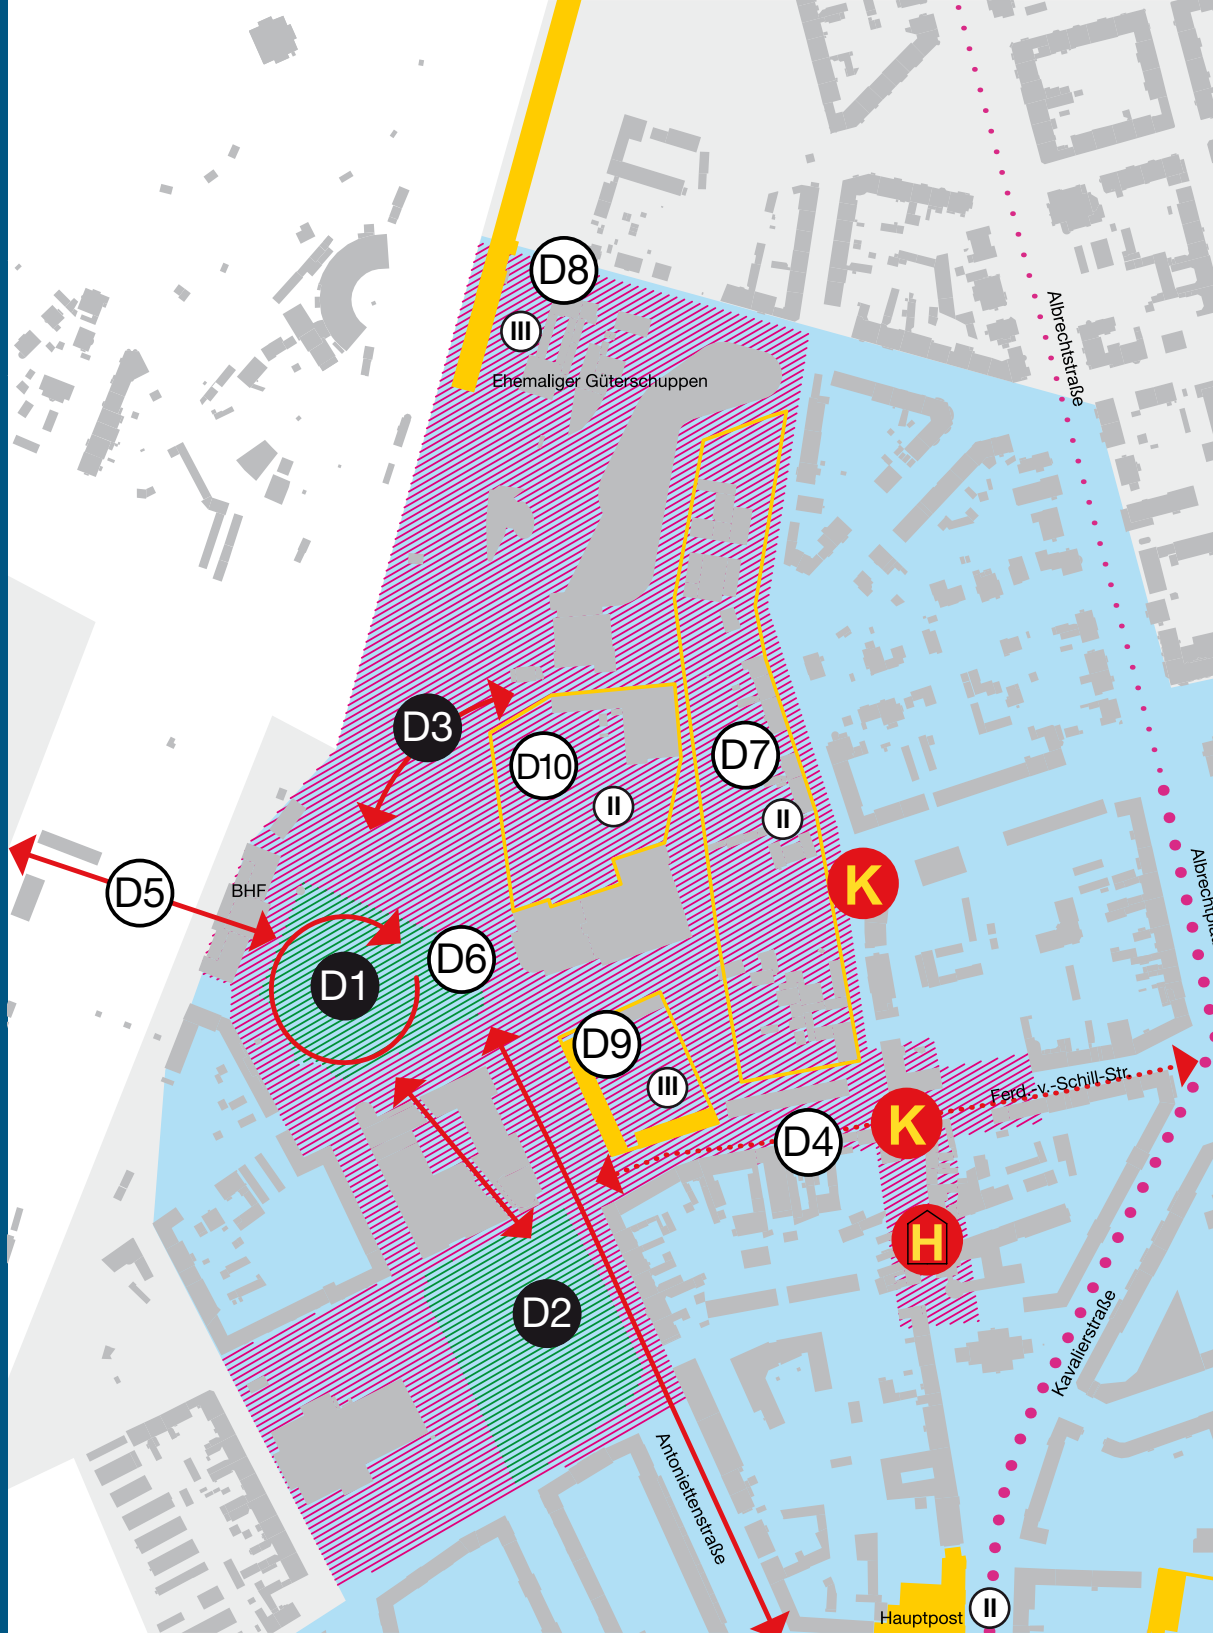 D8
III
Ehemaliger Güterschuppen
Albrechtstraße
D3
D10
II
D7
II
K
D5
BHF
D6
D1
D9
III
D4
K
Ferd.-v.-Schill-Str.
H
D2
Kavalierstraße
Antoniettenstraße
Hauptpost
II